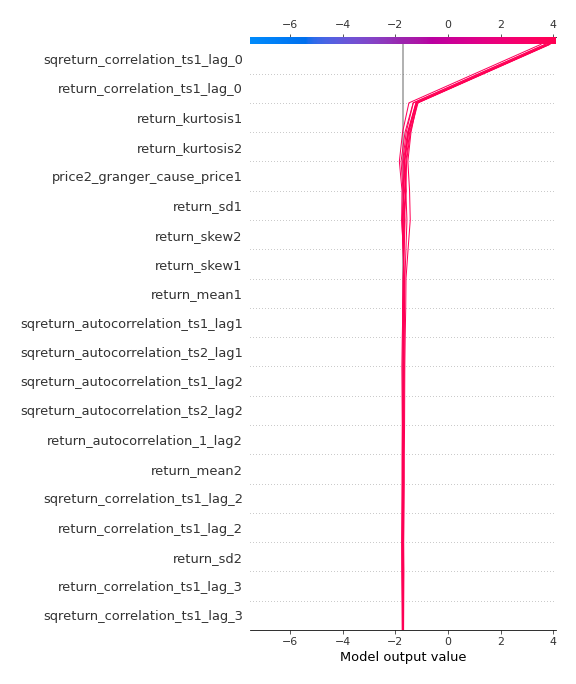 −6 −4 −2 0 2 4
sqreturn_correlation_ts1_lag_0
return_correlation_ts1_lag_0
return_kurtosis1
return_kurtosis2
price2_granger_cause_price1
return_sd1
return_skew2
return_skew1
return_mean1
sqreturn_autocorrelation_ts1_lag1
sqreturn_autocorrelation_ts2_lag1
sqreturn_autocorrelation_ts1_lag2
sqreturn_autocorrelation_ts2_lag2
return_autocorrelation_1_lag2
return_mean2
sqreturn_correlation_ts1_lag_2
return_correlation_ts1_lag_2
return_sd2
return_correlation_ts1_lag_3
sqreturn_correlation_ts1_lag_3
−6 −4 −2 0 2 4
Model output value